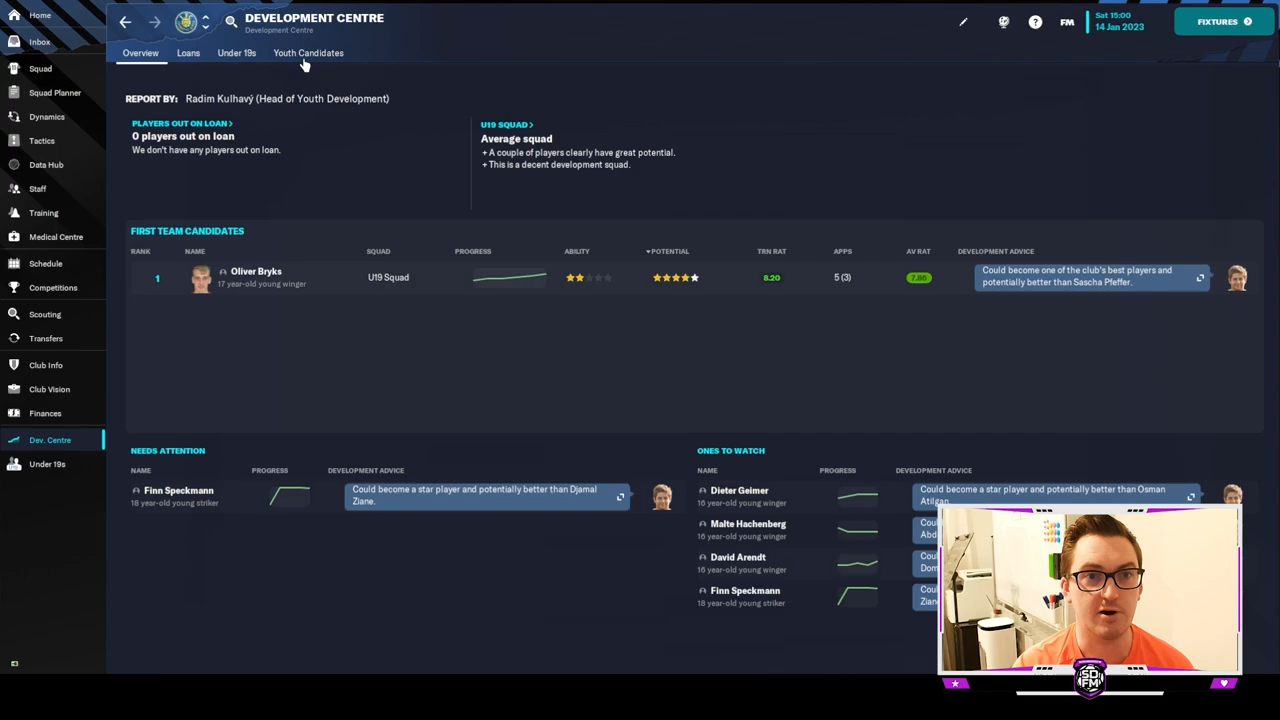 Home
Inbox
Squad
Squad Planner
Dynamics
Tactics
Data Hub
Staff
Training
Medical Centre
Schedule
Competitions
Scouting
Transfers
Club Info
Club Vision
Finances
Dev. Centre
Under 19s
DEVELOPMENT CENTRE
Development Centre
FM
Sat 15:00
14 Jan 2023
FIXTURES
Overview Loans Under 19s Youth Candidates
REPORT BY: Radim Kulhavý (Head of Youth Development)
PLAYERS OUT ON LOAN >
0 players out on loan
We don't have any players out on loan.
U19 SQUAD >
Average squad
+ A couple of players clearly have great potential.
+ This is a decent development squad.
FIRST TEAM CANDIDATES
RANK NAME SQUAD PROGRESS ABILITY POTENTIAL TRN RAT APPS AV RAT DEVELOPMENT ADVICE
1 Oliver Bryks U19 Squad 8.20 5 (3) 7.86
17 year-old young winger
Could become one of the club's best players and
potentially better than Sascha Pfeffer.
NEEDS ATTENTION
NAME PROGRESS DEVELOPMENT ADVICE
Finn Speckmann
18 year-old young striker
Could become a star player and potentially better than Djamal
Ziane.
ONES TO WATCH
NAME PROGRESS DEVELOPMENT ADVICE
Dieter Geimer
16 year-old young winger
Could become a star player and potentially better than Osman
Atilgan.
Malte Hachenberg
16 year-old young winger
Coul
Abd
David Arendt
16 year-old young winger
Coul
Dom
Finn Speckmann
18 year-old young striker
Coul
Zian
SDFM